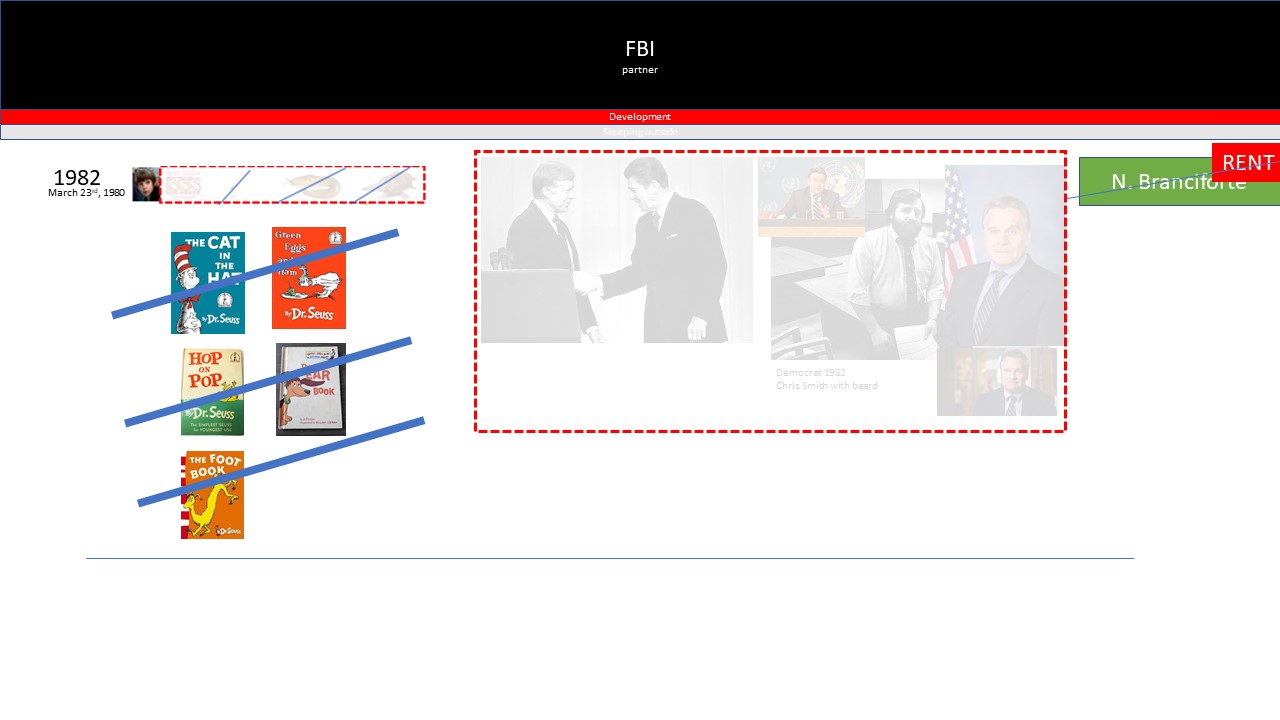 FBI
partner
Development
Sleeping outside
1982
March 23rd, 1980
RENT
N. Branciforte
THE CAT
IN
THE
HAT
By Dr. Seuss
Green
Eggs
and
Ham
By Dr. Seuss
HOP
ON
POP
By Dr. Seuss
THE SIMPLEST SEUSS
for YOUNGEST USE
EAR
BOOK
THE FOOT
BOOK
Dr. Seuss
Democrat 1982
Chris Smith with beard